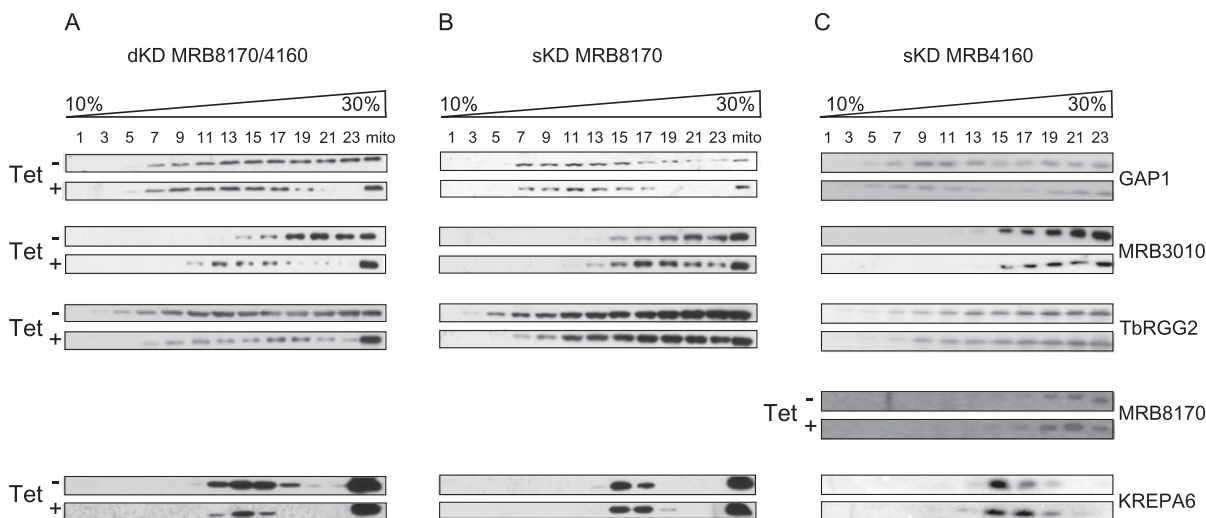 A B C
dKD MRB8170/4160 sKD MRB8170 sKD MRB4160
10% 30% 10% 30% 10% 30%
1 3 5 7 9 11 13 15 17 19 21 23 mito 1 3 5 7 9 11 13 15 17 19 21 23 mito 1 3 5 7 9 11 13 15 17 19 21 23
Tet - + GAP1
Tet - + MRB3010
Tet - + TbRGG2
Tet - + MRB8170
Tet - + KREPA6